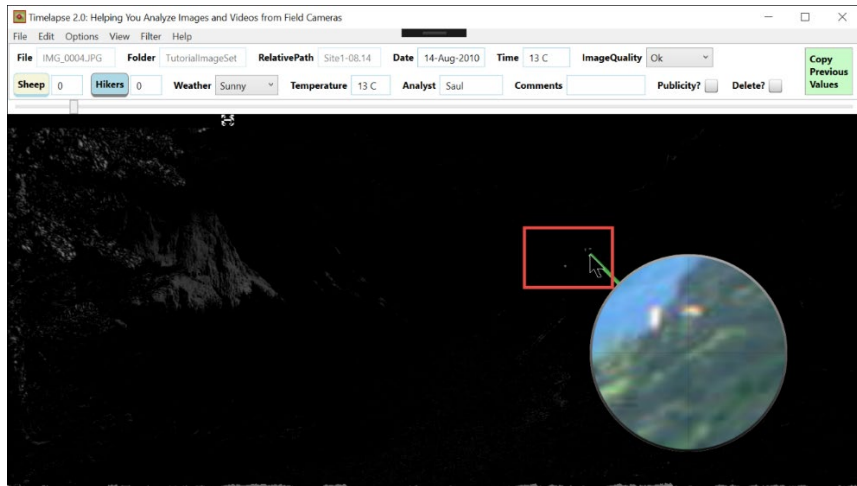 Timelapse 2.0: Helping You Analyze Images and Videos from Field Cameras
File Edit Options View Filter Help
File IMG_0004.JPG Folder TutorialImageSet RelativePath Site1-08.14 Date 14-Aug-2010 Time 13 C ImageQuality Ok Copy Previous Values
Sheep 0 Hikers 0 Weather Sunny Temperature 13 C Analyst Saul Comments Publicity? Delete?